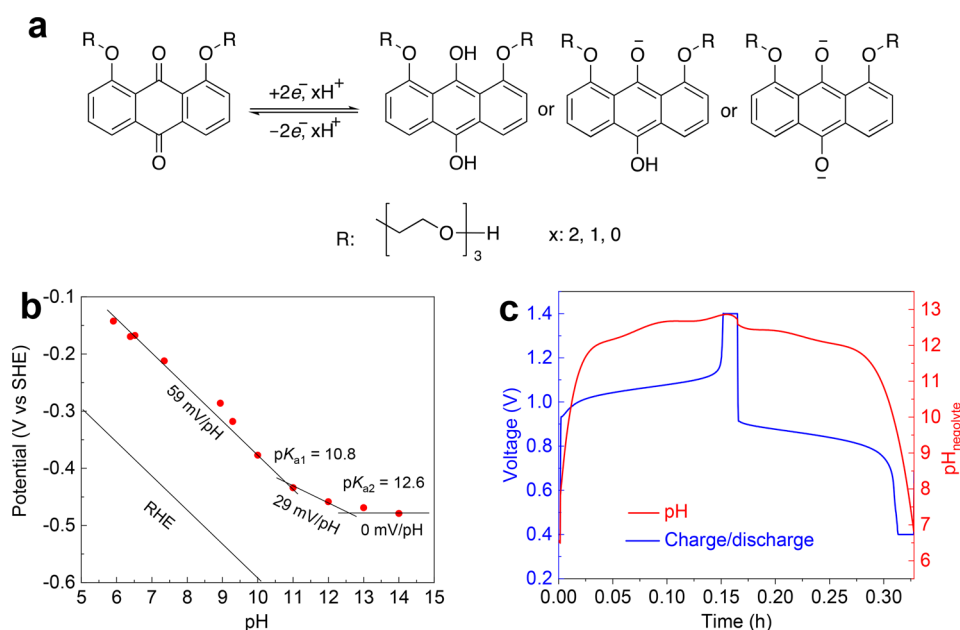 a
R R R R R R R R
O O O OH O O O⁻ O O O⁻ O
+2e⁻, xH⁺
−2e⁻, xH⁺
or or
O OH OH O⁻
R: [ O ]₃ H x: 2, 1, 0
b
-0.1
-0.2
-0.3
-0.4
-0.5
-0.6
Potential (V vs SHE)
59 mV/pH
pKa1 = 10.8
pKa2 = 12.6
29 mV/pH
0 mV/pH
RHE
5 6 7 8 9 10 11 12 13 14 15
pH
c
1.4
1.2
1.0
0.8
0.6
0.4
0.2
Voltage (V)
pH
Charge/discharge
13
12
11
10
9
8
7
6
pHnegolyte
0.00 0.05 0.10 0.15 0.20 0.25 0.30
Time (h)